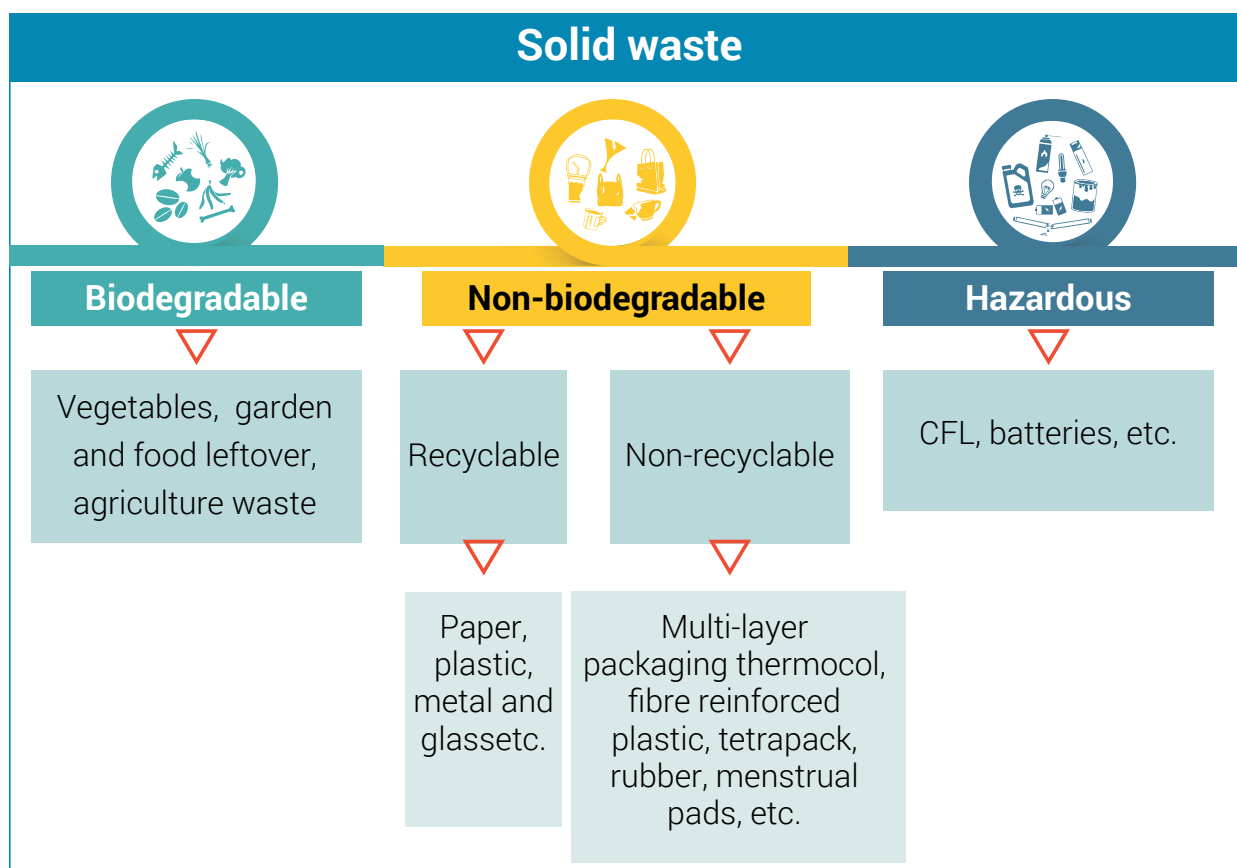 Solid waste
Biodegradable
Vegetables, garden
and food leftover,
agriculture waste
Non-biodegradable
Recyclable
Paper,
plastic,
metal and
glassetc.
Non-recyclable
Multi-layer
packaging thermocol,
fibre reinforced
plastic, tetrapack,
rubber, menstrual
pads, etc.
Hazardous
CFL, batteries, etc.